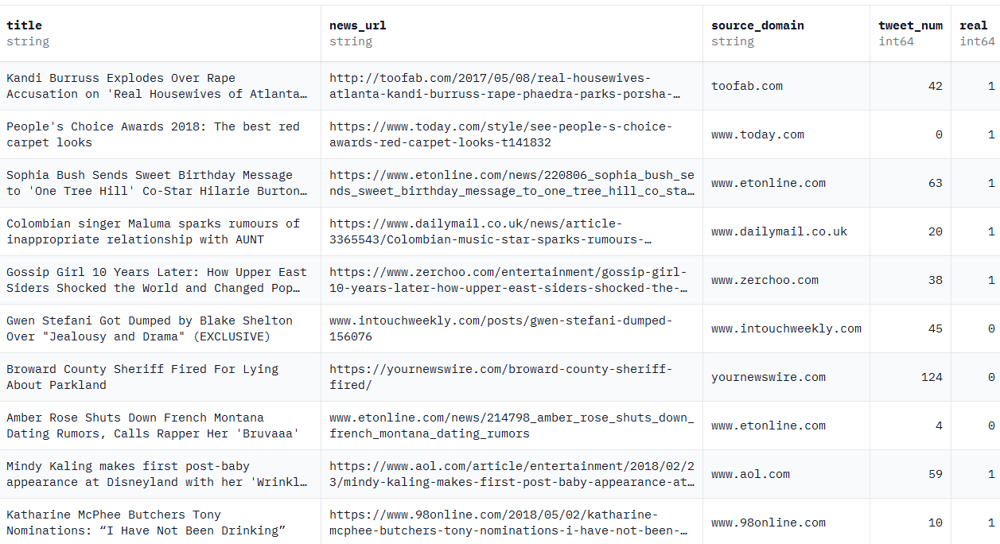 title news_url source_domain tweet_num real
string string string int64 int64
Kandi Burruss Explodes Over Rape
Accusation on 'Real Housewives of Atlanta…
http://toofab.com/2017/05/08/real-housewives-
atlanta-kandi-burruss-rape-phaedra-parks-porsha-…
toofab.com
42
1
People's Choice Awards 2018: The best red
carpet looks
https://www.today.com/style/see-people-s-choice-
awards-red-carpet-looks-t141832
www.today.com
0
1
Sophia Bush Sends Sweet Birthday Message
to 'One Tree Hill' Co-Star Hilarie Burton…
https://www.etonline.com/news/220806_sophia_bush_se
nds_sweet_birthday_message_to_one_tree_hill_co_sta…
www.etonline.com
63
1
Colombian singer Maluma sparks rumours of
inappropriate relationship with AUNT
https://www.dailymail.co.uk/news/article-
3365543/Colombian-music-star-sparks-rumours-…
www.dailymail.co.uk
20
1
Gossip Girl 10 Years Later: How Upper East
Siders Shocked the World and Changed Pop…
https://www.zerchoo.com/entertainment/gossip-girl-
10-years-later-how-upper-east-siders-shocked-the-…
www.zerchoo.com
38
1
Gwen Stefani Got Dumped by Blake Shelton
Over "Jealousy and Drama" (EXCLUSIVE)
www.intouchweekly.com/posts/gwen-stefani-dumped-
156076
www.intouchweekly.com
45
0
Broward County Sheriff Fired For Lying
About Parkland
https://yournewswire.com/broward-county-sheriff-
fired/
yournewswire.com
124
0
Amber Rose Shuts Down French Montana
Dating Rumors, Calls Rapper Her 'Bruvaaa'
www.etonline.com/news/214798_amber_rose_shuts_down_
french_montana_dating_rumors
www.etonline.com
4
0
Mindy Kaling makes first post-baby
appearance at Disneyland with her 'Wrinkl…
https://www.aol.com/article/entertainment/2018/02/2
3/mindy-kaling-makes-first-post-baby-appearance-at…
www.aol.com
59
1
Katharine McPhee Butchers Tony
Nominations: “I Have Not Been Drinking”
https://www.98online.com/2018/05/02/katharine-
mcphee-butchers-tony-nominations-i-have-not-been-…
www.98online.com
10
1